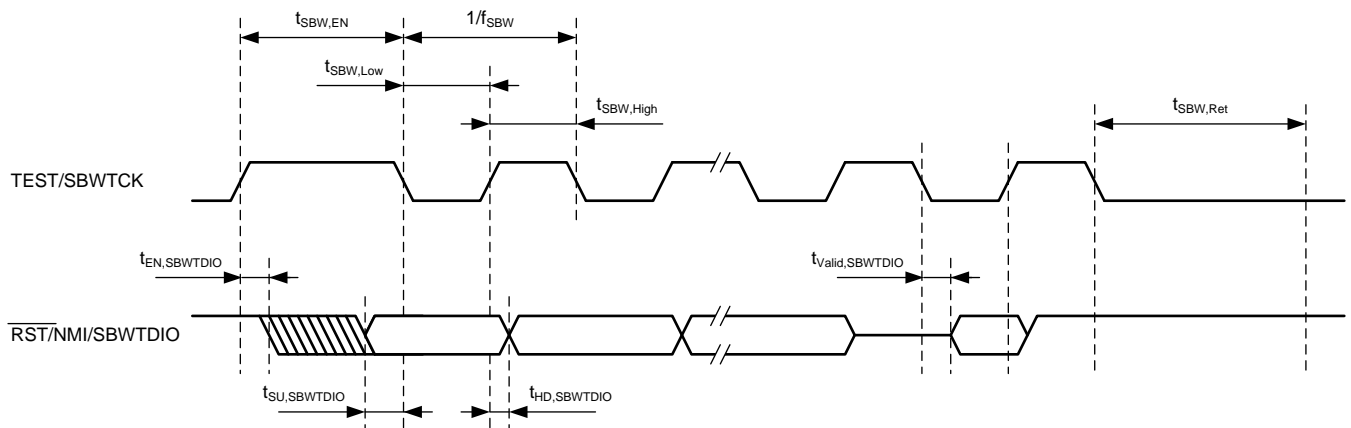 tSBW,EN
1/fSBW
tSBW,Low
tSBW,High
tSBW,Ret
TEST/SBWTCK
tEN,SBWTDIO
tValid,SBWTDIO
RST/NMI/SBWTDIO
tSU,SBWTDIO
tHD,SBWTDIO